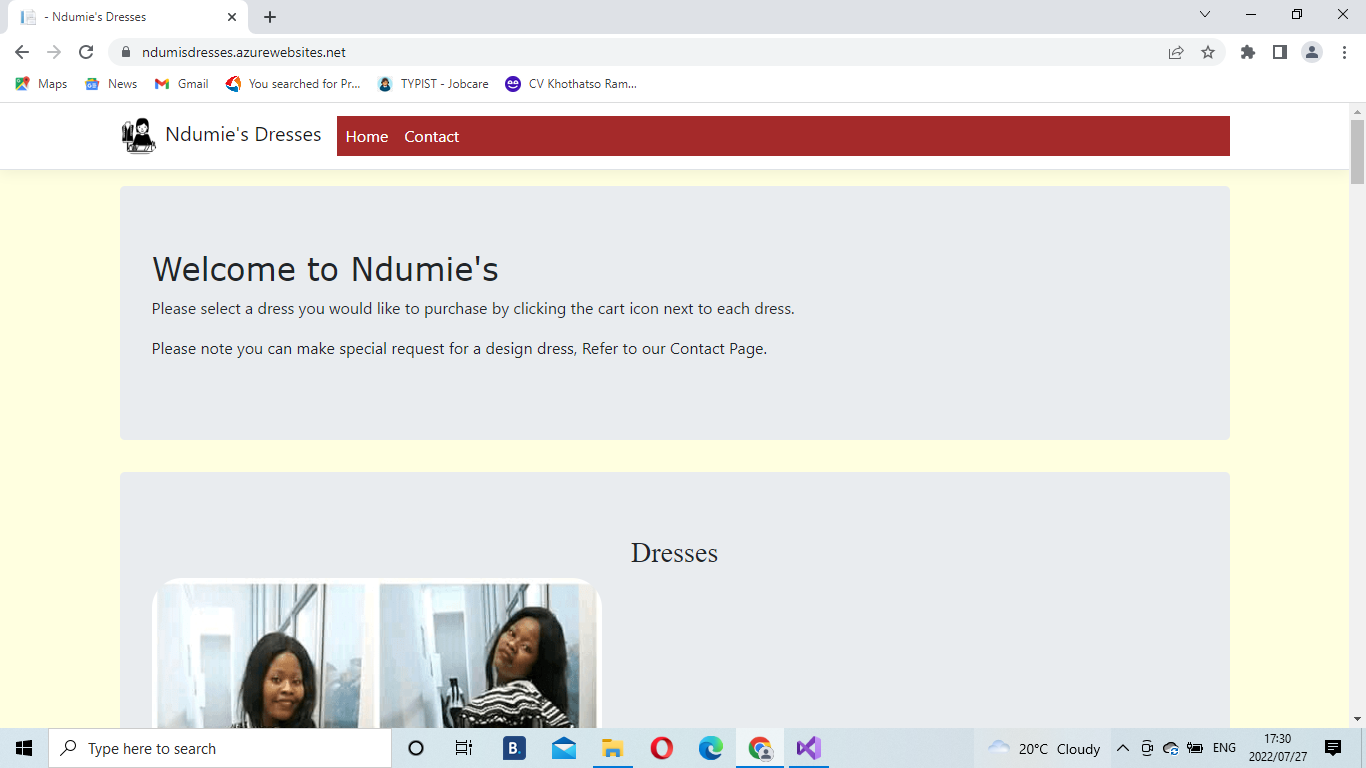 - Ndumie's Dresses
ndumisdresses.azurewebsites.net
Maps News Gmail You searched for Pr... TYPIST - Jobcare CV Khothatso Ram...
Ndumie's Dresses Home Contact
Welcome to Ndumie's
Please select a dress you would like to purchase by clicking the cart icon next to each dress.
Please note you can make special request for a design dress, Refer to our Contact Page.
Dresses
Type here to search
B.
20°C Cloudy
ENG
17:30
2022/07/27